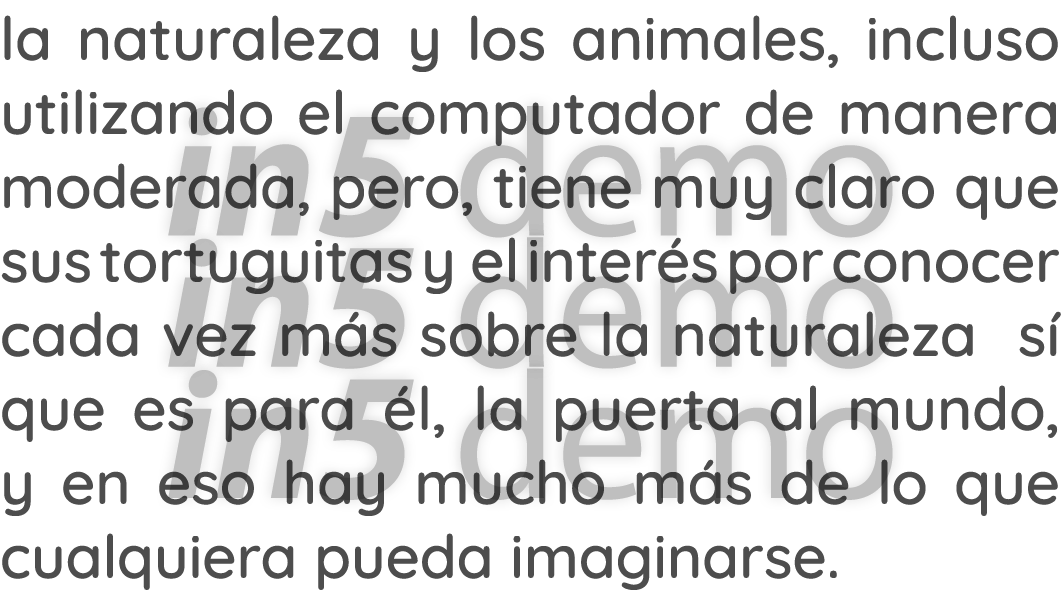 la naturaleza y los animales, incluso
utilizando el computador de manera
moderada, pero, tiene muy claro que
sus tortuguitas y el interés por conocer
cada vez más sobre la naturaleza sí
que es para él, la puerta al mundo,
y en eso hay mucho más de lo que
cualquiera pueda imaginarse.
in5 demo
in5 demo
in5 demo